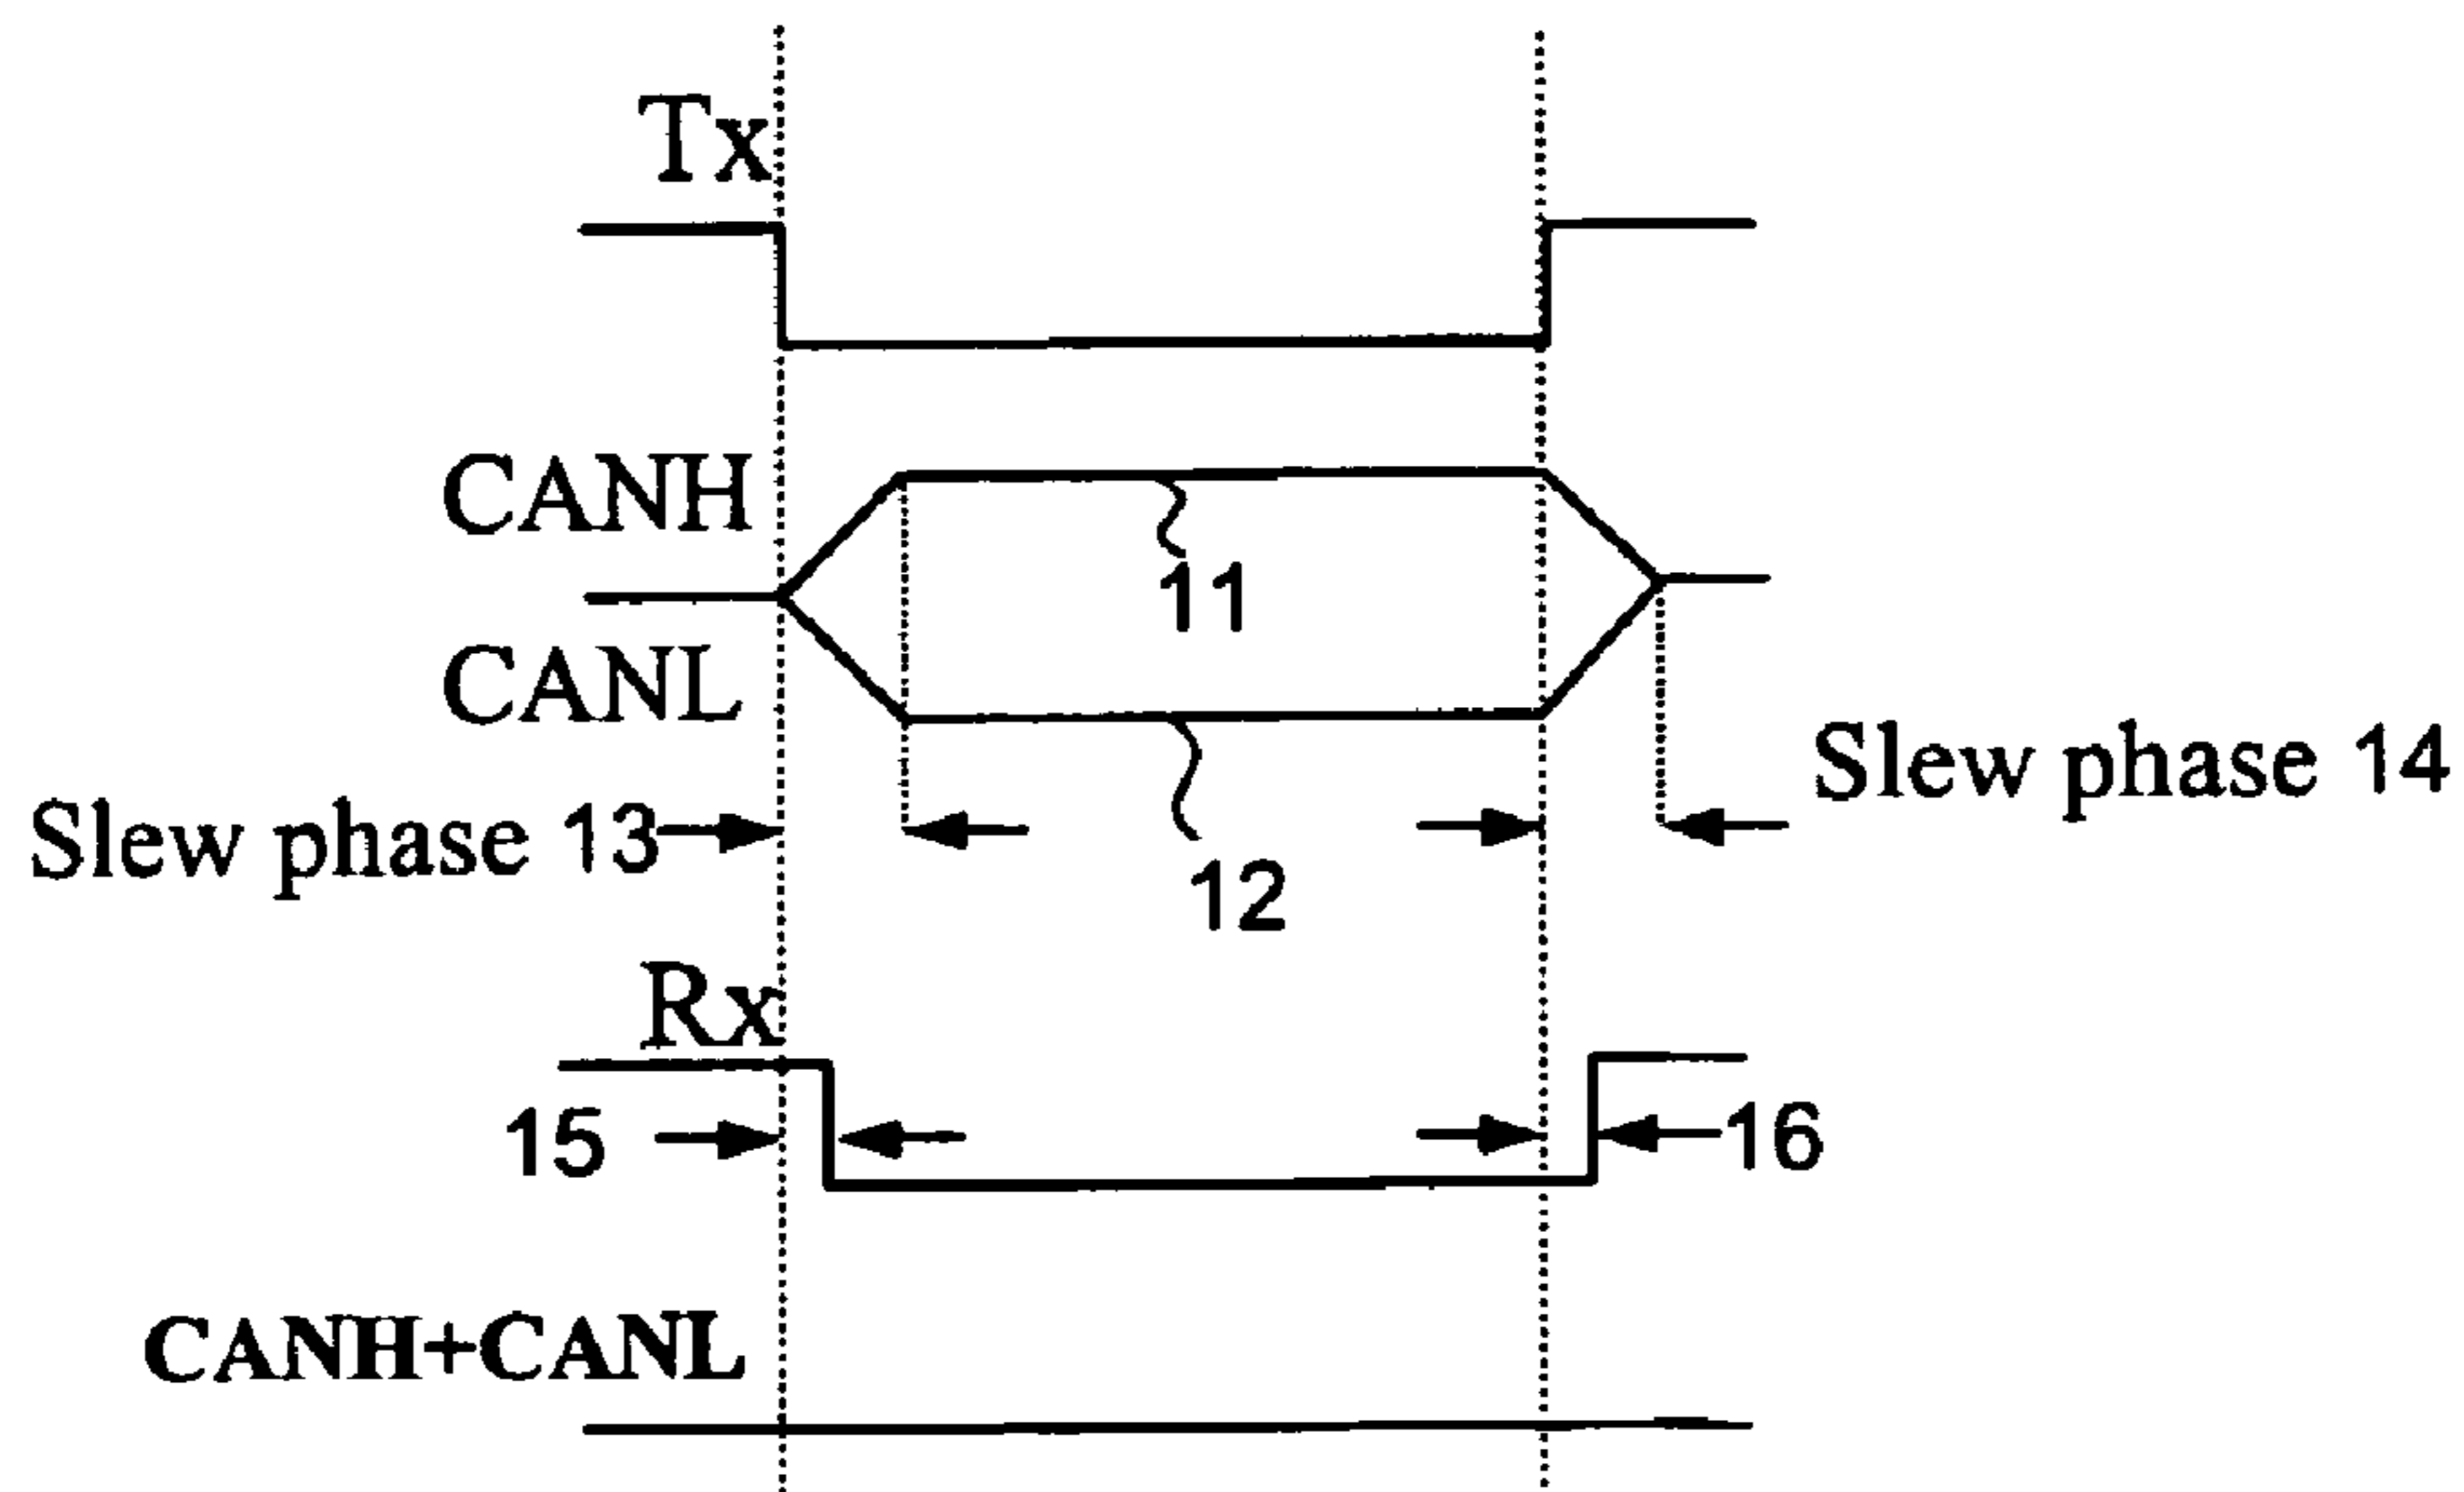 Tx
CANH
11
CANL
Slew phase 14
Slew phase 13
12
Rx
15
16
CANH+CANL